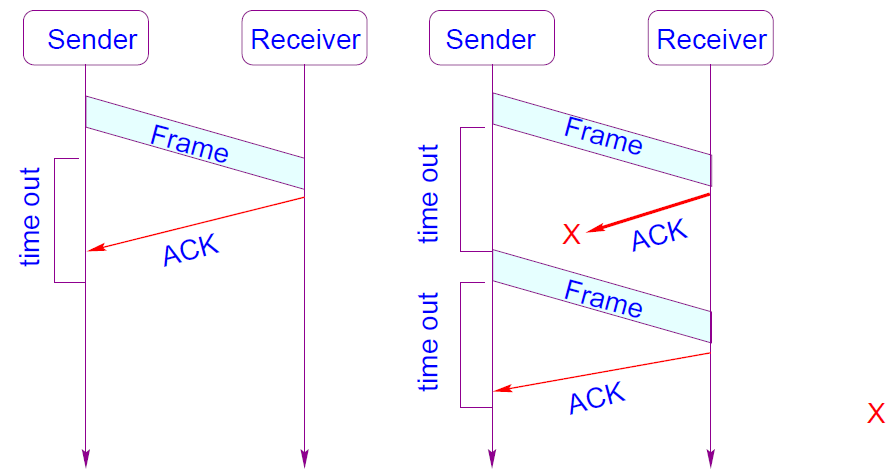 Sender
Receiver
Frame
time out
ACK
Sender
Receiver
Frame
time out
X
ACK
Frame
time out
ACK
X